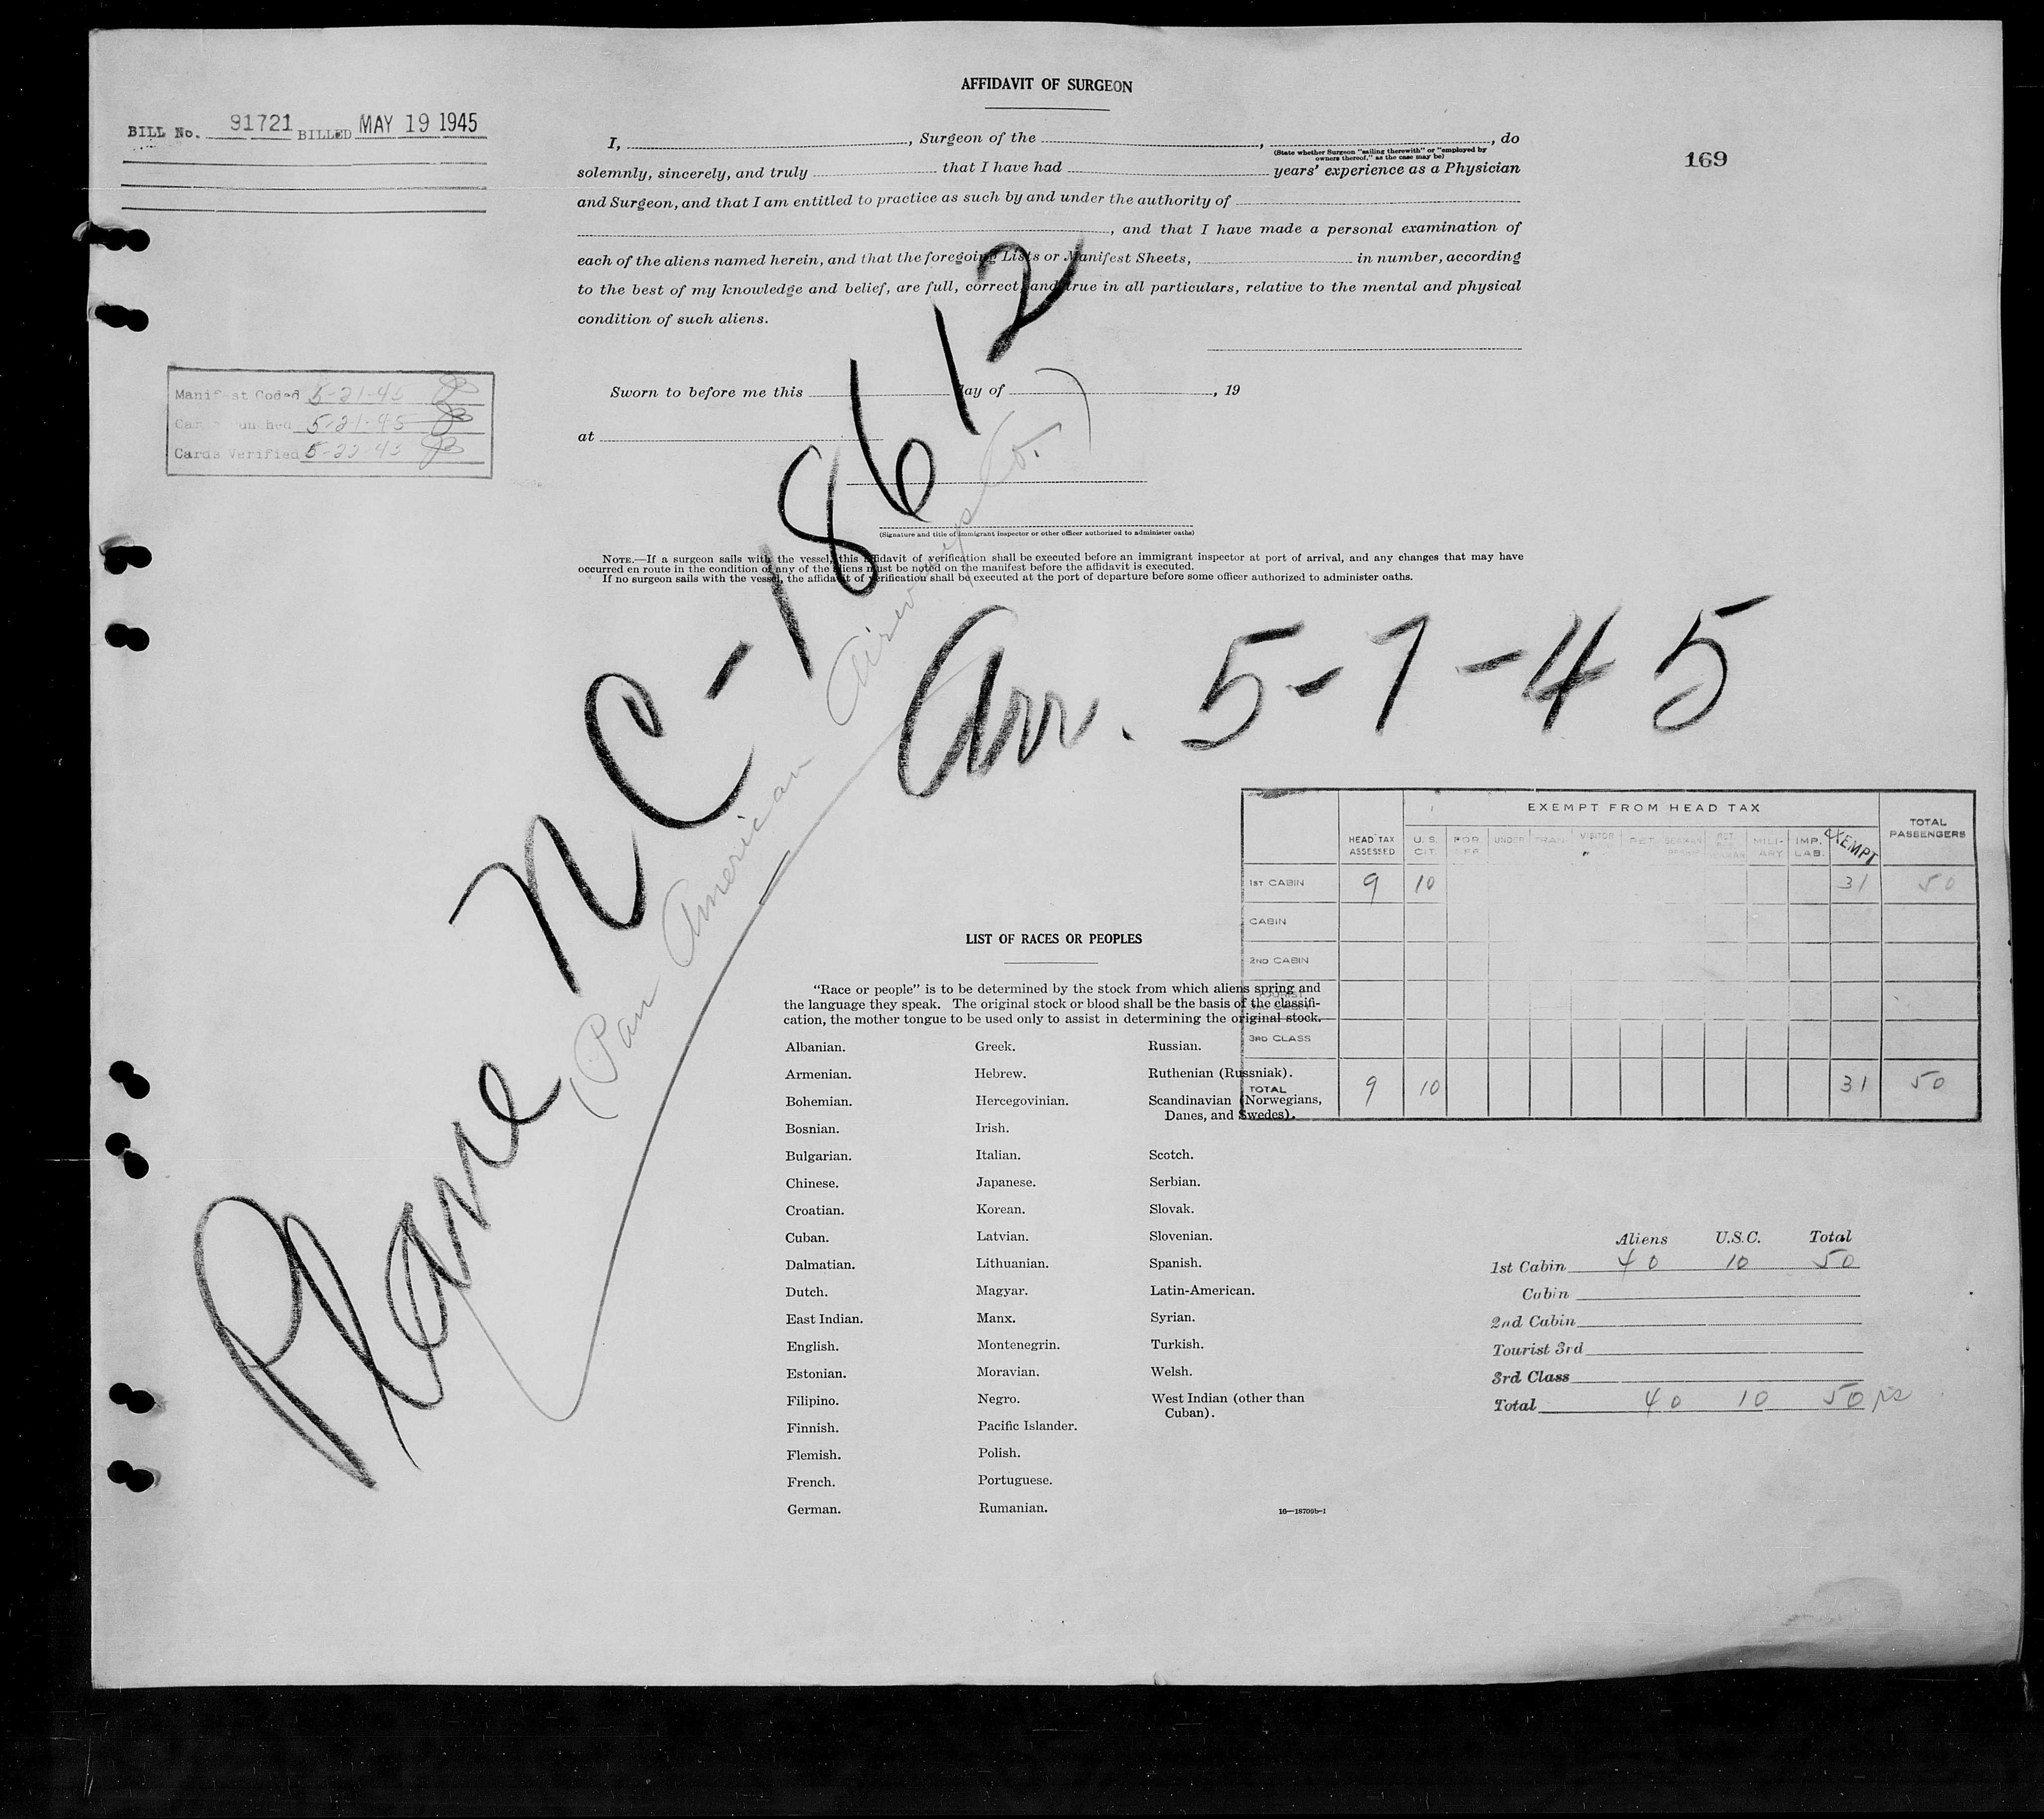 AFFIDAVIT OF SURGEON
BILL No. 91721 BILLED MAY 19 1945
169
I, , Surgeon of the , , do
(State whether Surgeon "sailing therewith" or "employed by owners thereof," as the case may be)
solemnly, sincerely, and truly that I have had years' experience as a Physician
and Surgeon, and that I am entitled to practice as such by and under the authority of
, and that I have made a personal examination of
each of the aliens named herein, and that the foregoing Lists or Manifest Sheets, in number, according
to the best of my knowledge and belief, are full, correct, and true in all particulars, relative to the mental and physical
condition of such aliens.
Manifest Coded 5-21-45
Cards Punched 5-21-45
Cards Verified 5-22-45
Sworn to before me this day of , 19
at
(Signature and title of immigrant inspector or other officer authorized to administer oaths)
NOTE.—If a surgeon sails with the vessel, this affidavit of verification shall be executed before an immigrant inspector at port of arrival, and any changes that may have
occurred en route in the condition of any of the aliens must be noted on the manifest before the affidavit is executed.
If no surgeon sails with the vessel, the affidavit of verification shall be executed at the port of departure before some officer authorized to administer oaths.
Plane NC-18612
(Pan American Airways Co.)
Arr. 5-7-45
EXEMPT FROM HEAD TAX
HEAD TAX ASSESSED U.S. CIT. UNDER TRAN. VISITOR RET. MILI-ARY IMP. LAB. EXEMPT TOTAL PASSENGERS
1ST CABIN 9 10 31 50
CABIN
2ND CABIN
3RD CLASS
TOTAL 9 10 31 50
LIST OF RACES OR PEOPLES
"Race or people" is to be determined by the stock from which aliens spring and
the language they speak. The original stock or blood shall be the basis of the classifi-
cation, the mother tongue to be used only to assist in determining the original stock.
Albanian. Greek. Russian.
Armenian. Hebrew. Ruthenian (Russniak).
Bohemian. Hercegovinian. Scandinavian (Norwegians,
Danes, and Swedes).
Bosnian. Irish.
Bulgarian. Italian. Scotch.
Chinese. Japanese. Serbian.
Croatian. Korean. Slovak.
Cuban. Latvian. Slovenian.
Dalmatian. Lithuanian. Spanish.
Dutch. Magyar. Latin-American.
East Indian. Manx. Syrian.
English. Montenegrin. Turkish.
Estonian. Moravian. Welsh.
Filipino. Negro. West Indian (other than
Cuban).
Finnish. Pacific Islander.
Flemish. Polish.
French. Portuguese.
German. Rumanian.
16—18709b-1
Aliens U.S.C. Total
1st Cabin 40 10 50
Cabin
2nd Cabin
Tourist 3rd
3rd Class
Total 40 10 50